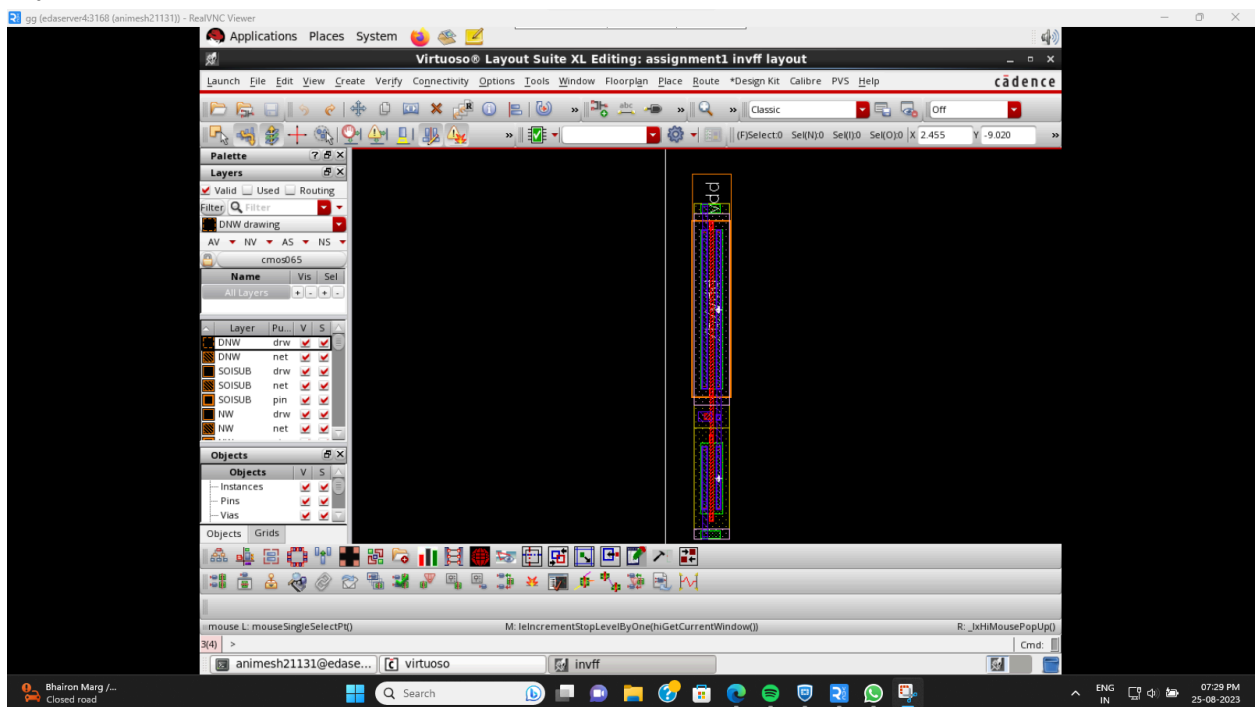 gg (edaserver4:3168 (animesh21131)) - RealVNC Viewer
Applications Places System
Virtuoso® Layout Suite XL Editing: assignment1 invff layout
Launch File Edit View Create Verify Connectivity Options Tools Window Floorplan Place Route *Design Kit Calibre PVS Help cādence
» abc » » Classic Off
» (F)Select:0 Sel(N):0 Sel(I):0 Sel(O):0 X 2.455 Y -9.020 »
Palette
Layers
Valid Used Routing
Filter Filter
DNW drawing
AV NV AS NS
cmos065
Name Vis Sel
All Layers + - + -
Layer Pu... V S
DNW drw
DNW net
SOISUB drw
SOISUB net
SOISUB pin
NW drw
NW net
Objects
Objects V S
Instances
Pins
Vias
Objects Grids
Vdd
mouse L: mouseSingleSelectPt() M: leIncrementStopLevelByOne(hiGetCurrentWindow()) R: _lxHiMousePopUp()
3(4) > Cmd:
animesh21131@edase... virtuoso invff
Bhairon Marg /...
Closed road
Search
ENG
IN
07:29 PM
25-08-2023